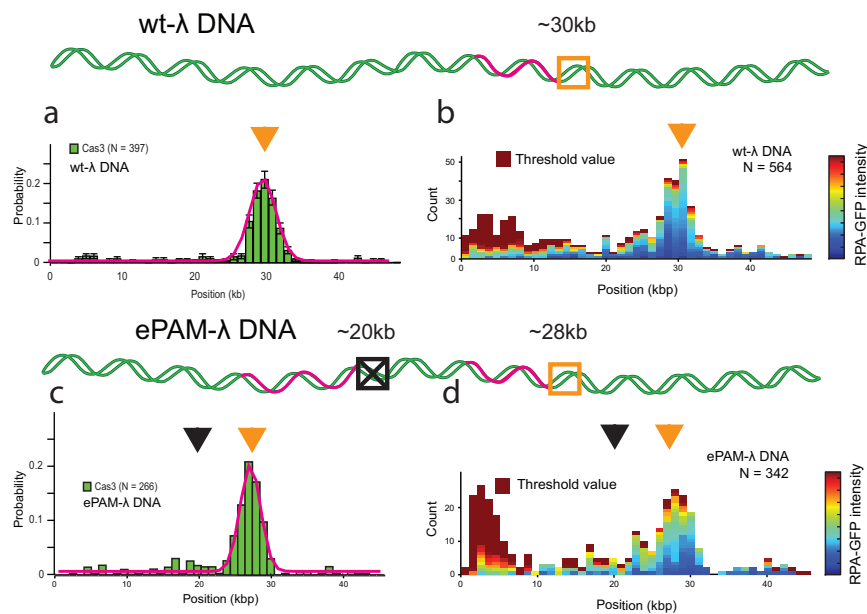 wt-λ DNA
~30kb
a
Cas3 (N = 397)
wt-λ DNA
Probability
0.2
0.1
0
0
20
30
40
Position (kb)
b
Threshold value
wt-λ DNA
N = 564
Count
50
30
10
0
0
10
20
30
40
Position (kbp)
RPA-GFP intensity
ePAM-λ DNA
~20kb
~28kb
c
Cas3 (N = 266)
ePAM-λ DNA
Probability
0.2
0.1
0
0
20
20
40
Position (kbp)
d
Threshold value
ePAM-λ DNA
N = 342
Count
20
10
0
0
10
20
30
40
Position (kbp)
RPA-GFP intensity